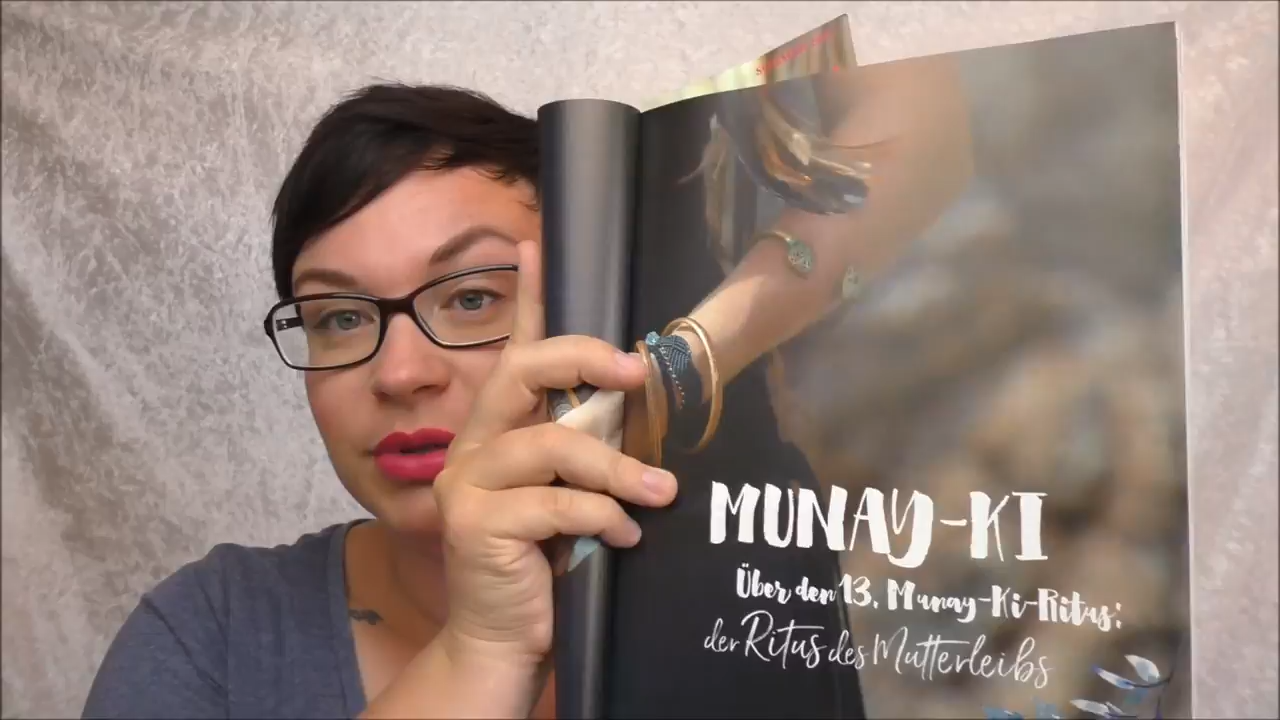 MUNAY-KI
Über den 13. Munay-Ki-Ritus:
der Ritus des Mutterleibs